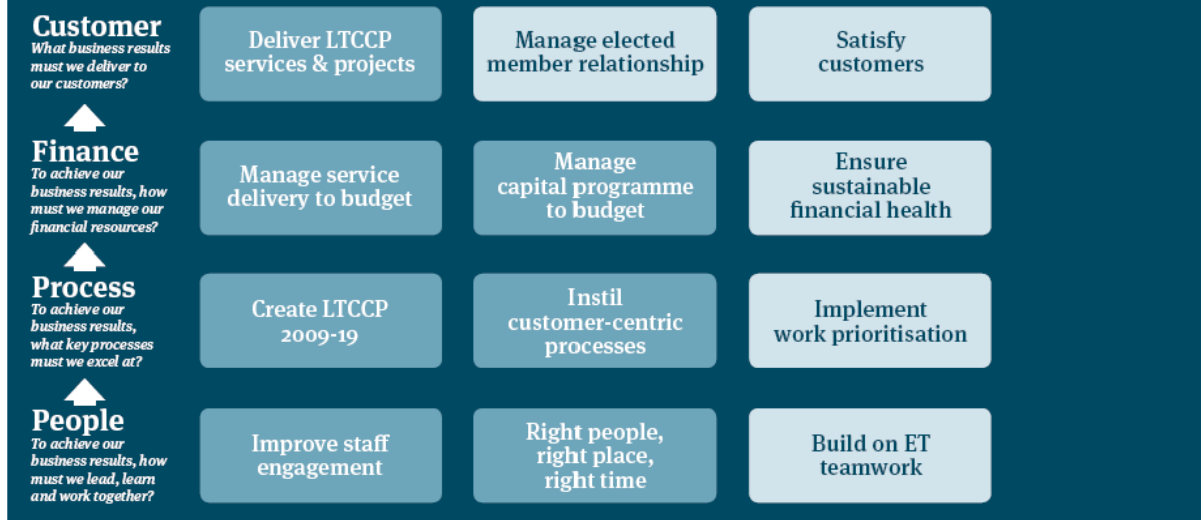 Customer
What business results
must we deliver to
our customers?
Deliver LTCCP
services & projects
Manage elected
member relationship
Satisfy
customers
Finance
To achieve our
business results, how
must we manage our
financial resources?
Manage service
delivery to budget
Manage
capital programme
to budget
Ensure
sustainable
financial health
Process
To achieve our
business results,
what key processes
must we excel at?
Create LTCCP
2009-19
Instil
customer-centric
processes
Implement
work prioritisation
People
To achieve our
business results, how
must we lead, learn
and work together?
Improve staff
engagement
Right people,
right place,
right time
Build on ET
teamwork